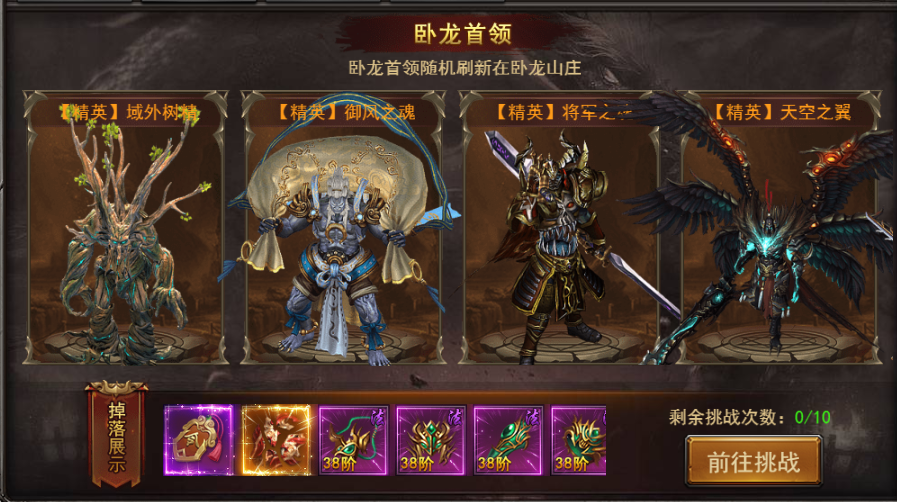 卧龙首领
卧龙首领随机刷新在卧龙山庄
【精英】域外树精
【精英】御风之魂
【精英】将军之
【精英】天空之翼
掉落展示
法
38阶
法
38阶
法
38阶
38阶
剩余挑战次数：0/10
前往挑战